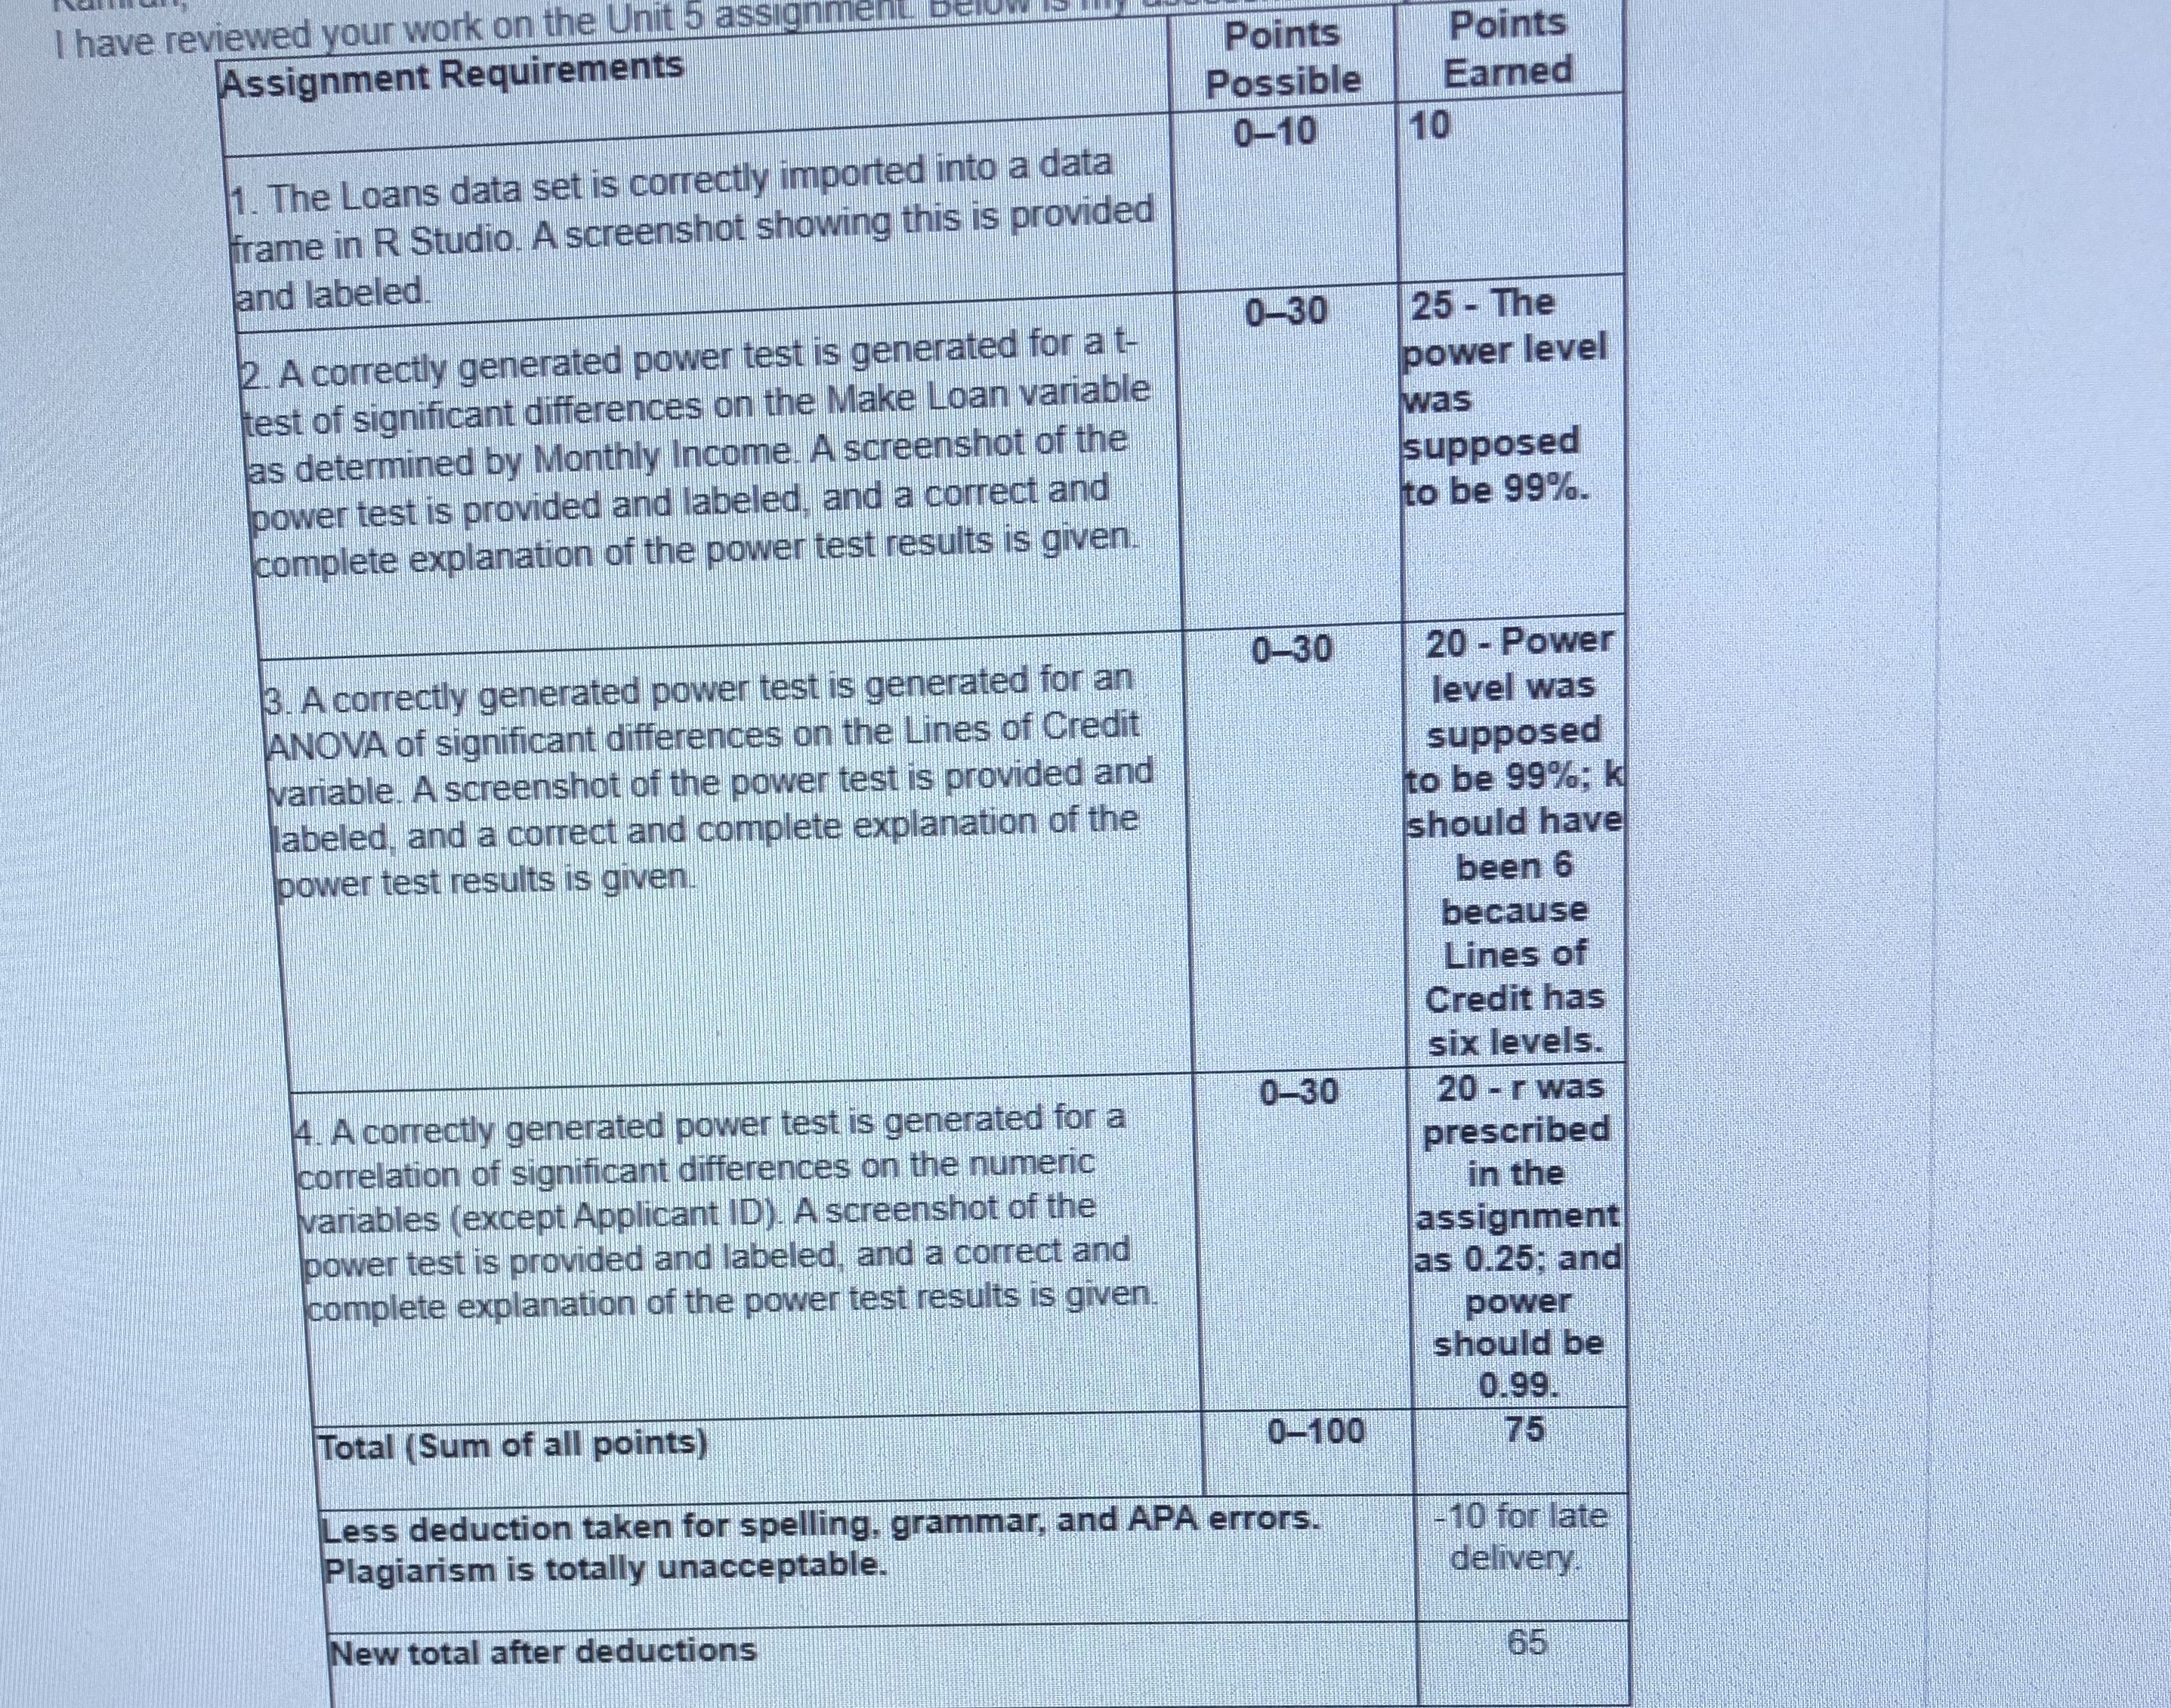 I have reviewed your work on the Unit 5 assignment. Below is my
Assignment Requirements
Points
Possible
Points
Earned
1. The Loans data set is correctly imported into a data
frame in R Studio. A screenshot showing this is provided
and labeled.
0–10
10
2. A correctly generated power test is generated for a t-
test of significant differences on the Make Loan variable
as determined by Monthly Income. A screenshot of the
power test is provided and labeled, and a correct and
complete explanation of the power test results is given.
0–30
25 - The
power level
was
supposed
to be 99%.
3. A correctly generated power test is generated for an
ANOVA of significant differences on the Lines of Credit
variable. A screenshot of the power test is provided and
labeled, and a correct and complete explanation of the
power test results is given.
0–30
20 - Power
level was
supposed
to be 99%; k
should have
been 6
because
Lines of
Credit has
six levels.
4. A correctly generated power test is generated for a
correlation of significant differences on the numeric
variables (except Applicant ID). A screenshot of the
power test is provided and labeled, and a correct and
complete explanation of the power test results is given.
0–30
20 - r was
prescribed
in the
assignment
as 0.25; and
power
should be
0.99.
Total (Sum of all points)
0–100
75
Less deduction taken for spelling, grammar, and APA errors.
Plagiarism is totally unacceptable.
-10 for late
delivery.
New total after deductions
65